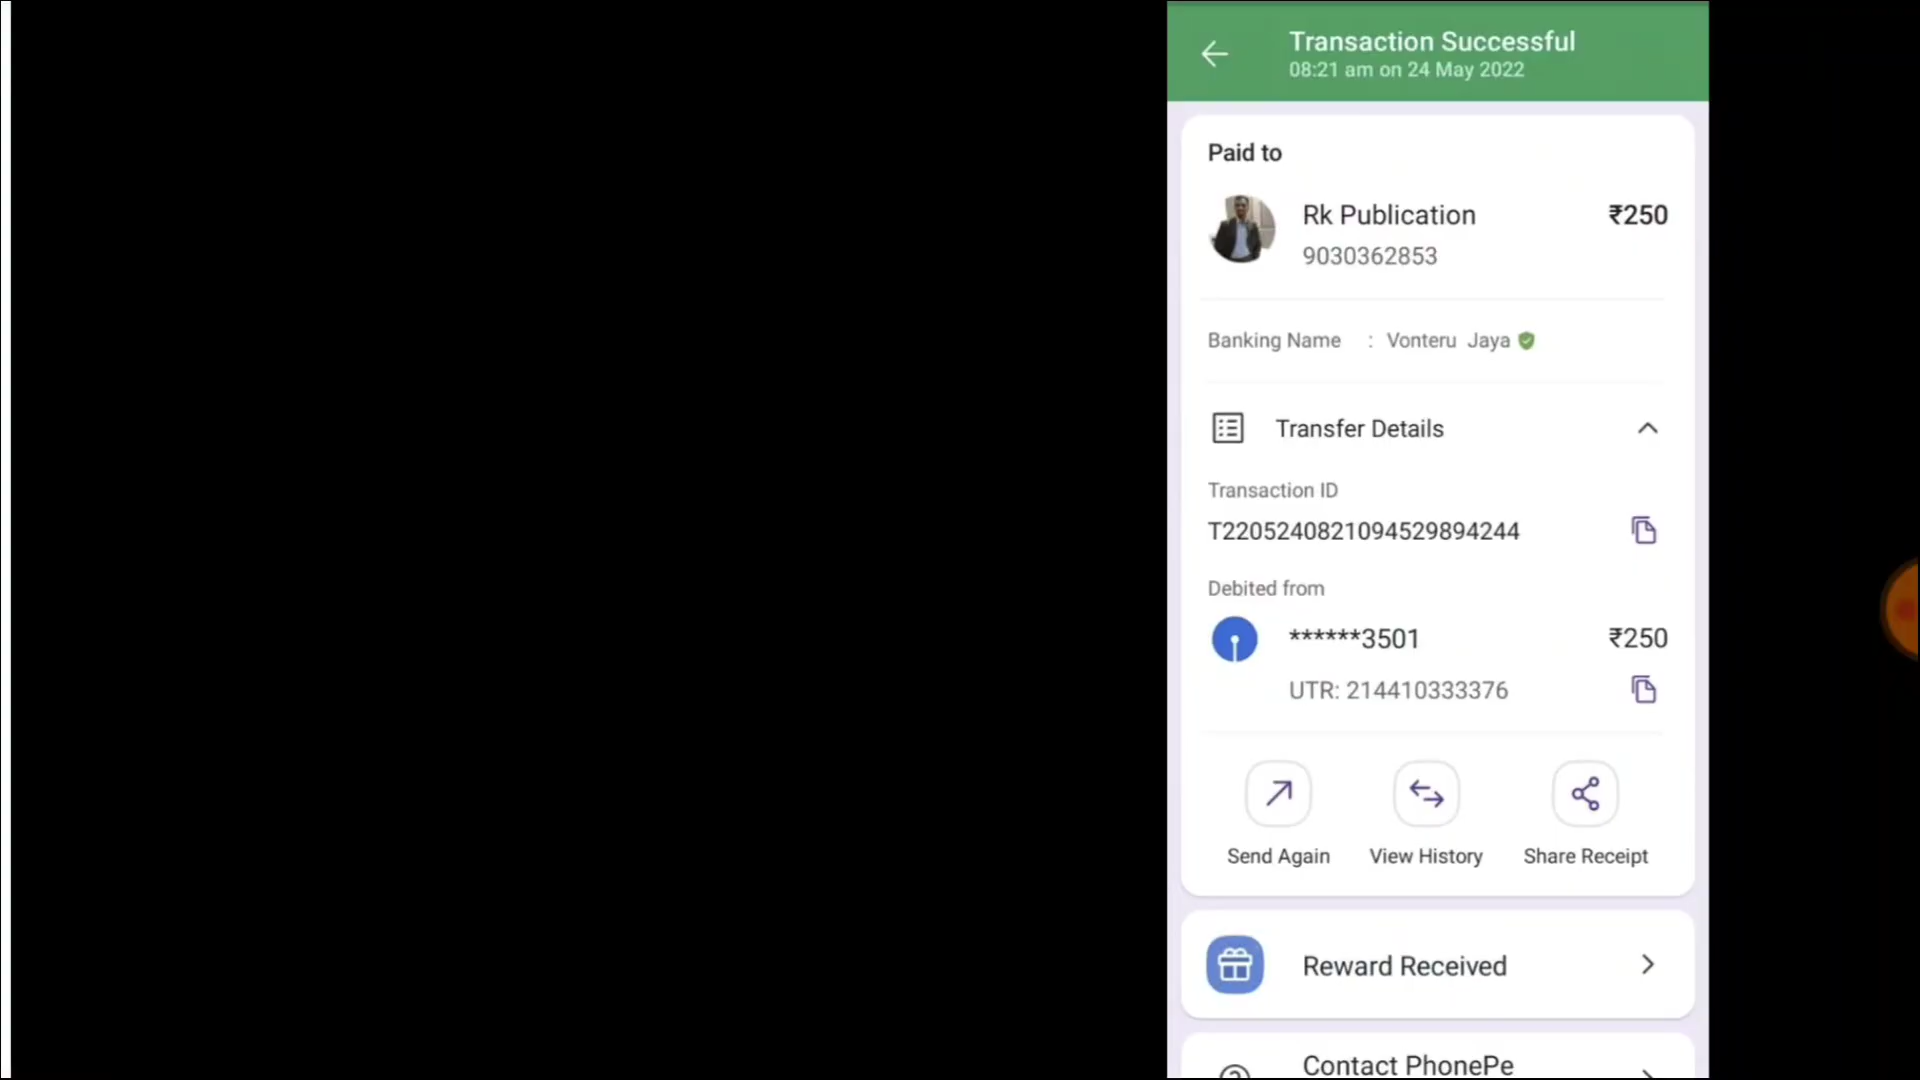 Transaction Successful
08:21 am on 24 May 2022
Paid to
Rk Publication ₹250
9030362853
Banking Name : Vonteru Jaya
Transfer Details
Transaction ID
T2205240821094529894244
Debited from
******3501 ₹250
UTR: 214410333376
Send Again View History Share Receipt
Reward Received
Contact PhonePe